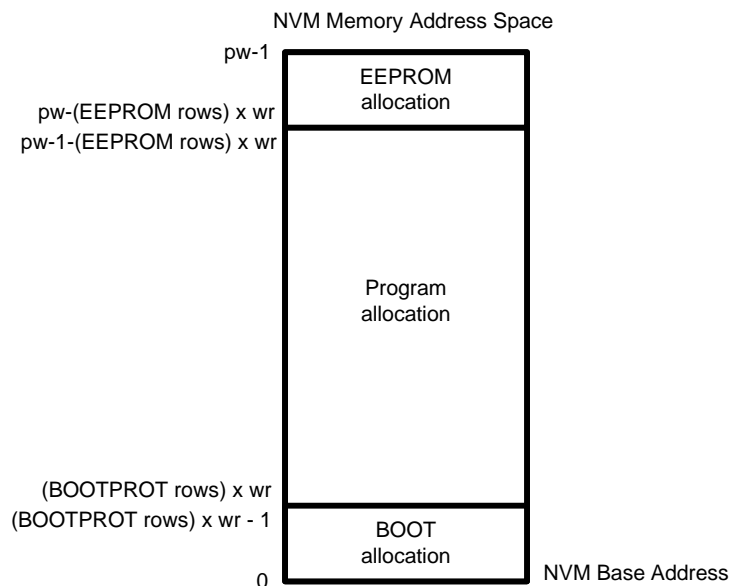 NVM Memory Address Space
pw-1
EEPROM
allocation
pw-(EEPROM rows) x wr
pw-1-(EEPROM rows) x wr
Program
allocation
(BOOTPROT rows) x wr
(BOOTPROT rows) x wr - 1
BOOT
allocation
0
NVM Base Address